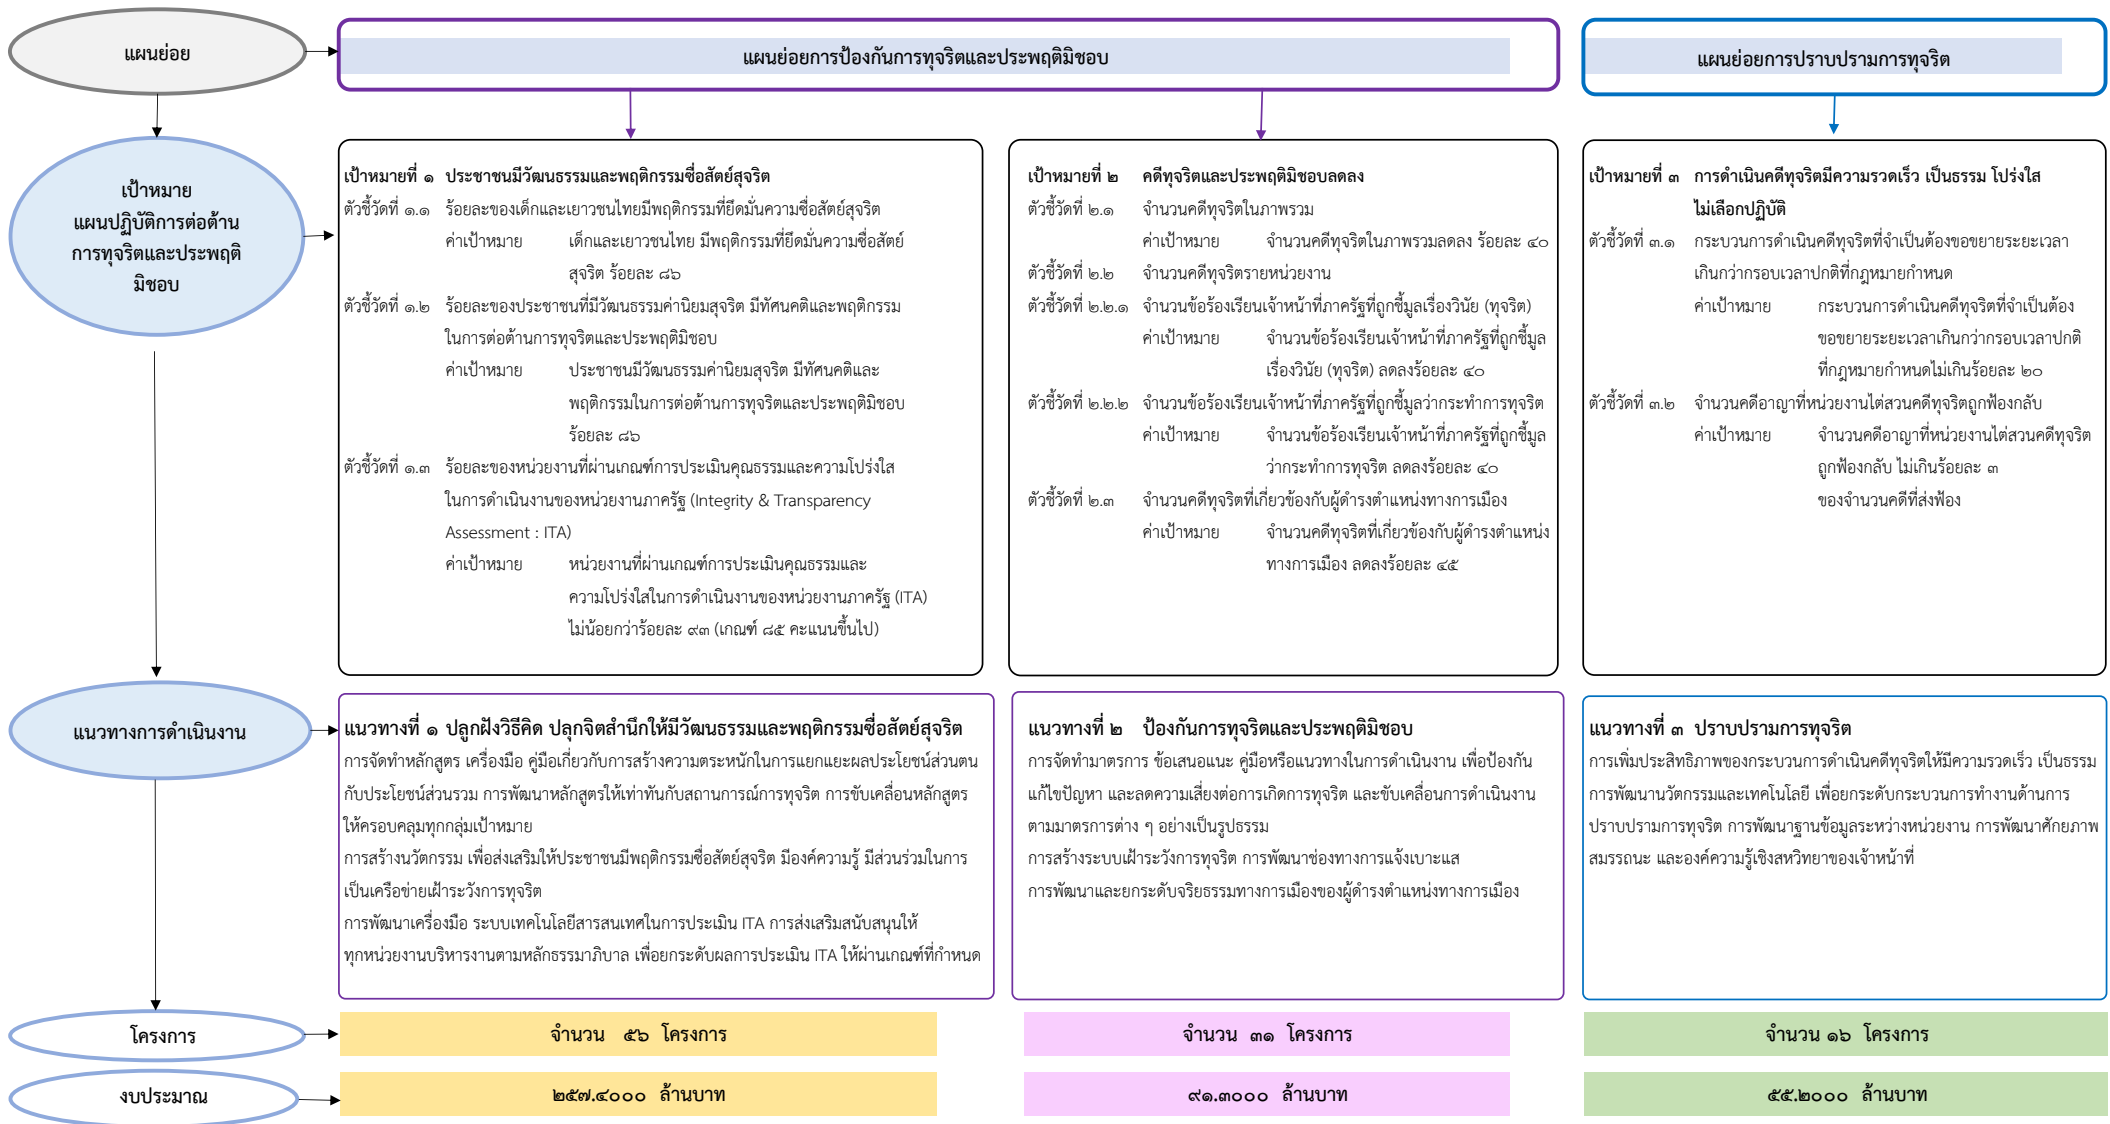 แผนย่อย
แผนย่อยการป้องกันการทุจริตและประพฤติมิชอบ
แผนย่อยการปราบปรามการทุจริต
เป้าหมาย
แผนปฏิบัติการต่อต้าน
การทุจริตและประพฤติ
มิชอบ
เป้าหมายที่ ๑ ประชาชนมีวัฒนธรรมและพฤติกรรมซื่อสัตย์สุจริต
ตัวชี้วัดที่ ๑.๑ ร้อยละของเด็กและเยาวชนไทยมีพฤติกรรมที่ยึดมั่นความซื่อสัตย์สุจริต
ค่าเป้าหมาย เด็กและเยาวชนไทย มีพฤติกรรมที่ยึดมั่นความซื่อสัตย์
สุจริต ร้อยละ ๘๖
ตัวชี้วัดที่ ๑.๒ ร้อยละของประชาชนที่มีวัฒนธรรมค่านิยมสุจริต มีทัศนคติและพฤติกรรม
ในการต่อต้านการทุจริตและประพฤติมิชอบ
ค่าเป้าหมาย ประชาชนมีวัฒนธรรมค่านิยมสุจริต มีทัศนคติและ
พฤติกรรมในการต่อต้านการทุจริตและประพฤติมิชอบ
ร้อยละ ๘๖
ตัวชี้วัดที่ ๑.๓ ร้อยละของหน่วยงานที่ผ่านเกณฑ์การประเมินคุณธรรมและความโปร่งใส
ในการดำเนินงานของหน่วยงานภาครัฐ (Integrity & Transparency
Assessment : ITA)
ค่าเป้าหมาย หน่วยงานที่ผ่านเกณฑ์การประเมินคุณธรรมและ
ความโปร่งใสในการดำเนินงานของหน่วยงานภาครัฐ (ITA)
ไม่น้อยกว่าร้อยละ ๙๓ (เกณฑ์ ๘๕ คะแนนขึ้นไป)
เป้าหมายที่ ๒ คดีทุจริตและประพฤติมิชอบลดลง
ตัวชี้วัดที่ ๒.๑ จำนวนคดีทุจริตในภาพรวม
ค่าเป้าหมาย จำนวนคดีทุจริตในภาพรวมลดลง ร้อยละ ๔๐
ตัวชี้วัดที่ ๒.๒ จำนวนคดีทุจริตรายหน่วยงาน
ตัวชี้วัดที่ ๒.๒.๑ จำนวนข้อร้องเรียนเจ้าหน้าที่ภาครัฐที่ถูกชี้มูลเรื่องวินัย (ทุจริต)
ค่าเป้าหมาย จำนวนข้อร้องเรียนเจ้าหน้าที่ภาครัฐที่ถูกชี้มูล
เรื่องวินัย (ทุจริต) ลดลงร้อยละ ๔๐
ตัวชี้วัดที่ ๒.๒.๒ จำนวนข้อร้องเรียนเจ้าหน้าที่ภาครัฐที่ถูกชี้มูลว่ากระทำการทุจริต
ค่าเป้าหมาย จำนวนข้อร้องเรียนเจ้าหน้าที่ภาครัฐที่ถูกชี้มูล
ว่ากระทำการทุจริต ลดลงร้อยละ ๔๐
ตัวชี้วัดที่ ๒.๓ จำนวนคดีทุจริตที่เกี่ยวข้องกับผู้ดำรงตำแหน่งทางการเมือง
ค่าเป้าหมาย จำนวนคดีทุจริตที่เกี่ยวข้องกับผู้ดำรงตำแหน่ง
ทางการเมือง ลดลงร้อยละ ๔๕
เป้าหมายที่ ๓ การดำเนินคดีทุจริตมีความรวดเร็ว เป็นธรรม โปร่งใส
ไม่เลือกปฏิบัติ
ตัวชี้วัดที่ ๓.๑ กระบวนการดำเนินคดีทุจริตที่จำเป็นต้องขอขยายระยะเวลา
เกินกว่ากรอบเวลาปกติที่กฎหมายกำหนด
ค่าเป้าหมาย กระบวนการดำเนินคดีทุจริตที่จำเป็นต้อง
ขอขยายระยะเวลาเกินกว่ากรอบเวลาปกติ
ที่กฎหมายกำหนดไม่เกินร้อยละ ๒๐
ตัวชี้วัดที่ ๓.๒ จำนวนคดีอาญาที่หน่วยงานไต่สวนคดีทุจริตถูกฟ้องกลับ
ค่าเป้าหมาย จำนวนคดีอาญาที่หน่วยงานไต่สวนคดีทุจริต
ถูกฟ้องกลับ ไม่เกินร้อยละ ๓
ของจำนวนคดีที่ส่งฟ้อง
แนวทางการดำเนินงาน
แนวทางที่ ๑ ปลูกฝังวิธีคิด ปลุกจิตสำนึกให้มีวัฒนธรรมและพฤติกรรมซื่อสัตย์สุจริต
การจัดทำหลักสูตร เครื่องมือ คู่มือเกี่ยวกับการสร้างความตระหนักในการแยกแยะผลประโยชน์ส่วนตน
กับประโยชน์ส่วนรวม การพัฒนาหลักสูตรให้เท่าทันกับสถานการณ์การทุจริต การขับเคลื่อนหลักสูตร
ให้ครอบคลุมทุกกลุ่มเป้าหมาย
การสร้างนวัตกรรม เพื่อส่งเสริมให้ประชาชนมีพฤติกรรมซื่อสัตย์สุจริต มีองค์ความรู้ มีส่วนร่วมในการ
เป็นเครือข่ายเฝ้าระวังการทุจริต
การพัฒนาเครื่องมือ ระบบเทคโนโลยีสารสนเทศในการประเมิน ITA การส่งเสริมสนับสนุนให้
ทุกหน่วยงานบริหารงานตามหลักธรรมาภิบาล เพื่อยกระดับผลการประเมิน ITA ให้ผ่านเกณฑ์ที่กำหนด
แนวทางที่ ๒ ป้องกันการทุจริตและประพฤติมิชอบ
การจัดทำมาตรการ ข้อเสนอแนะ คู่มือหรือแนวทางในการดำเนินงาน เพื่อป้องกัน
แก้ไขปัญหา และลดความเสี่ยงต่อการเกิดการทุจริต และขับเคลื่อนการดำเนินงาน
ตามมาตรการต่าง ๆ อย่างเป็นรูปธรรม
การสร้างระบบเฝ้าระวังการทุจริต การพัฒนาช่องทางการแจ้งเบาะแส
การพัฒนาและยกระดับจริยธรรมทางการเมืองของผู้ดำรงตำแหน่งทางการเมือง
แนวทางที่ ๓ ปราบปรามการทุจริต
การเพิ่มประสิทธิภาพของกระบวนการดำเนินคดีทุจริตให้มีความรวดเร็ว เป็นธรรม
การพัฒนานวัตกรรมและเทคโนโลยี เพื่อยกระดับกระบวนการทำงานด้านการ
ปราบปรามการทุจริต การพัฒนาฐานข้อมูลระหว่างหน่วยงาน การพัฒนาศักยภาพ
สมรรถนะ และองค์ความรู้เชิงสหวิทยาของเจ้าหน้าที่
โครงการ
จำนวน ๕๖ โครงการ
จำนวน ๓๑ โครงการ
จำนวน ๑๖ โครงการ
งบประมาณ
๒๕๗.๔๐๐๐ ล้านบาท
๙๑.๓๐๐๐ ล้านบาท
๕๕.๒๐๐๐ ล้านบาท